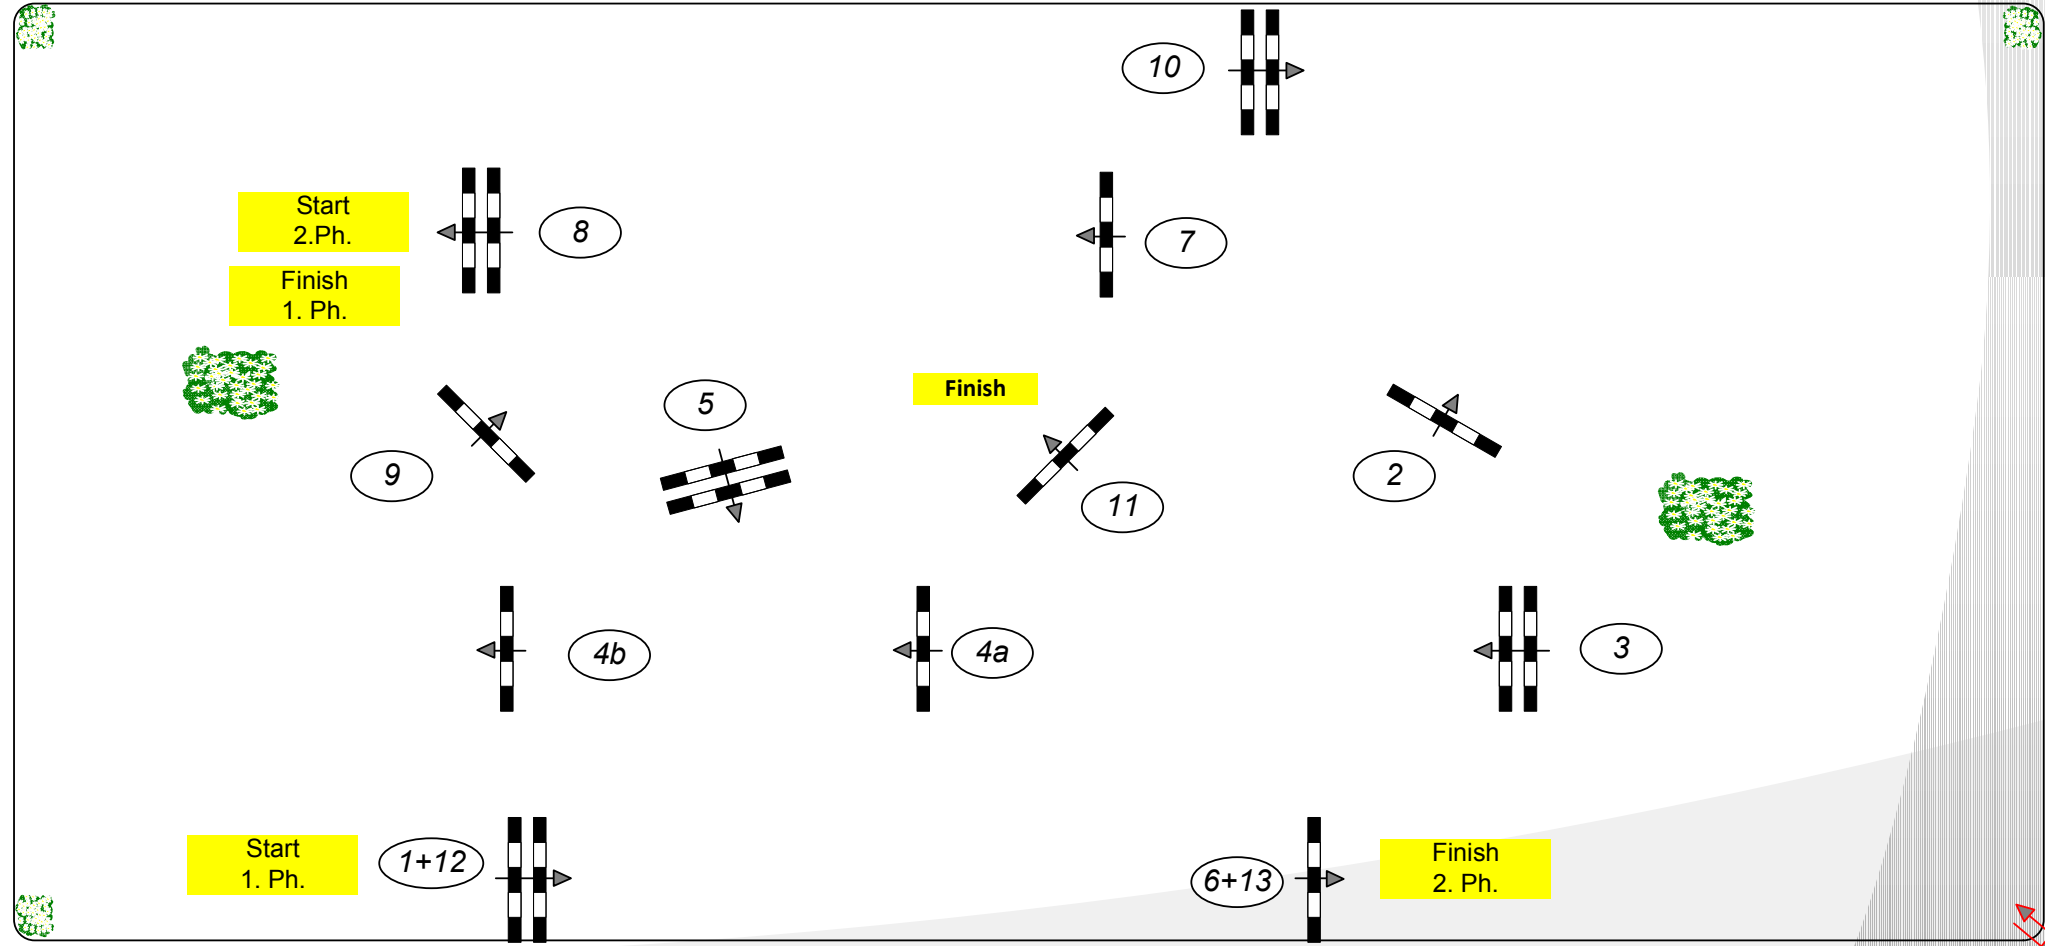 10
Start
2.Ph.
8
7
Finish
1. Ph.
5
Finish
9
11
2
4b
4a
3
Start
1. Ph.
1+12
6+13
Finish
2. Ph.